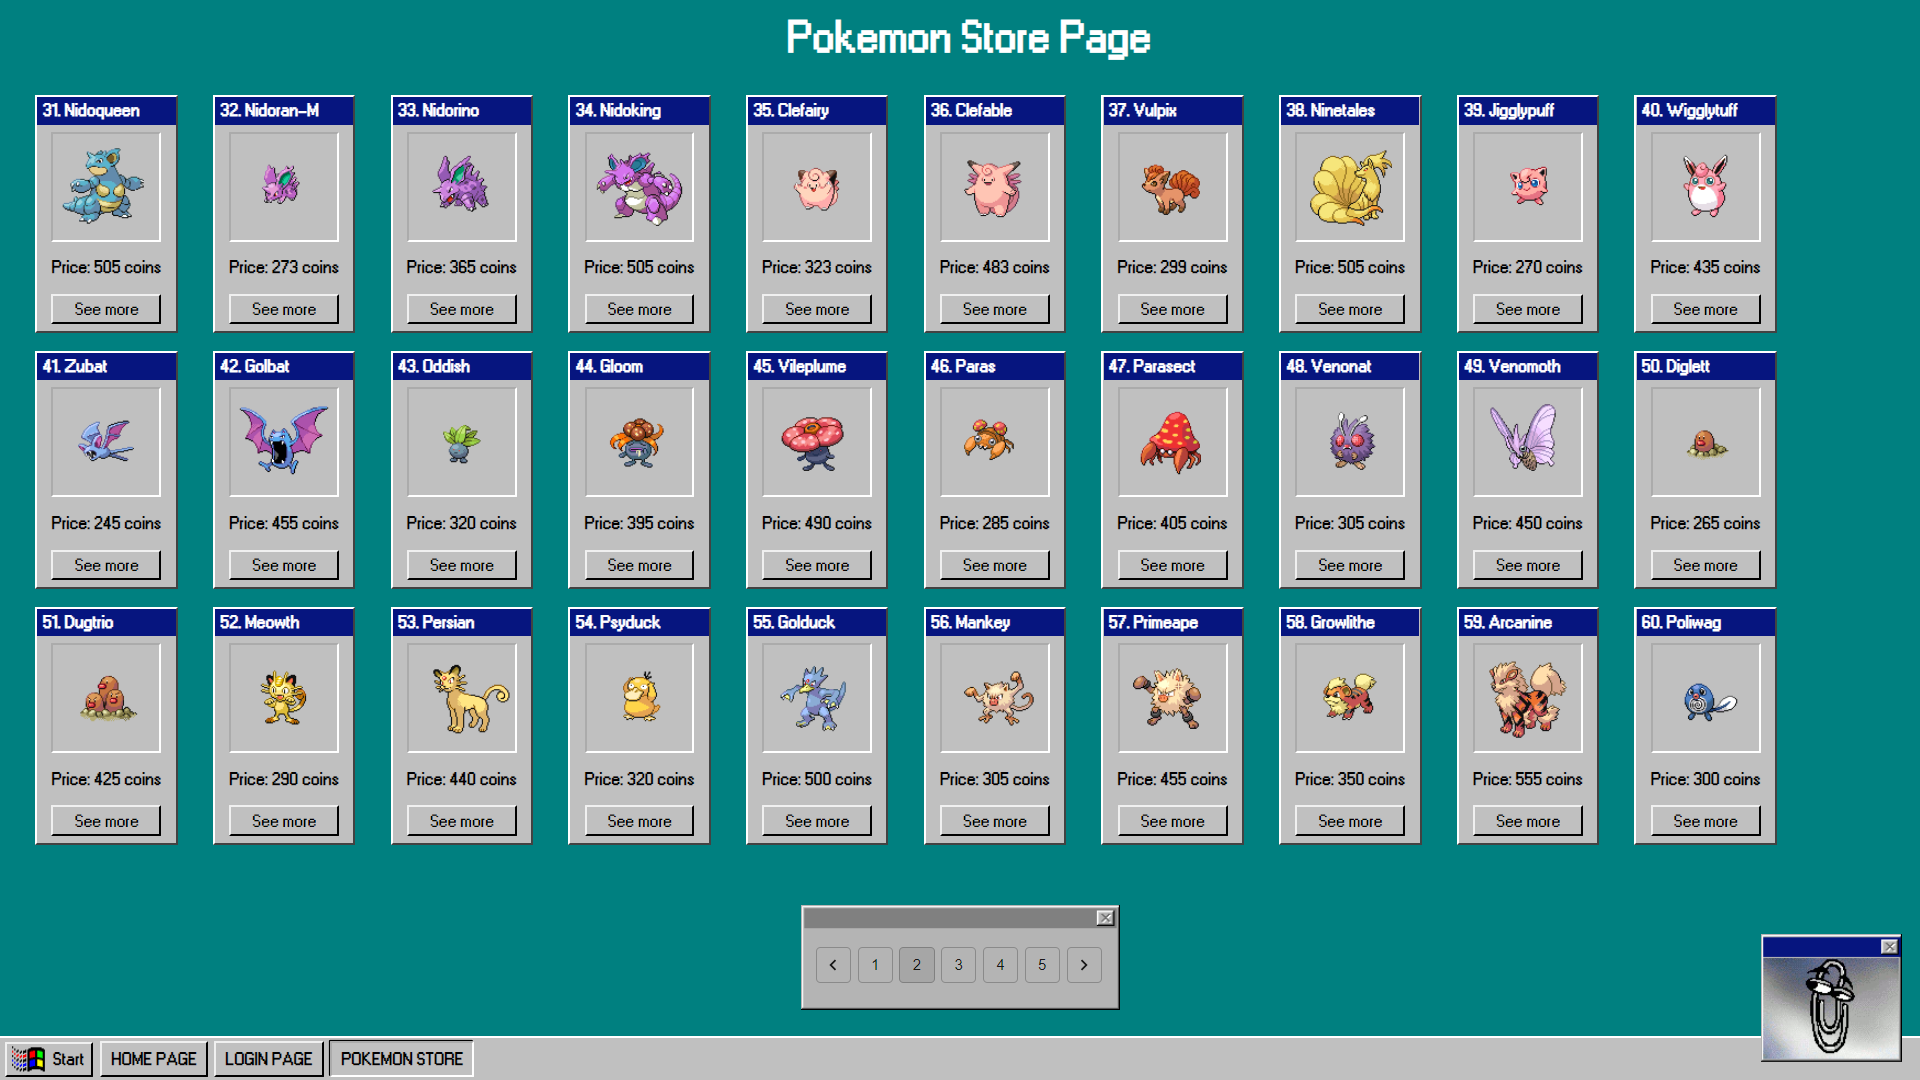 Pokemon Store Page
31. Nidoqueen
32. Nidoran-M
33. Nidorino
34. Nidoking
35. Clefairy
36. Clefable
37. Vulpix
38. Ninetales
39. Jigglypuff
40. Wigglytuff
Price: 505 coins
Price: 273 coins
Price: 365 coins
Price: 505 coins
Price: 323 coins
Price: 483 coins
Price: 299 coins
Price: 505 coins
Price: 270 coins
Price: 435 coins
See more
See more
See more
See more
See more
See more
See more
See more
See more
See more
41. Zubat
42. Golbat
43. Oddish
44. Gloom
45. Vileplume
46. Paras
47. Parasect
48. Venonat
49. Venomoth
50. Diglett
Price: 245 coins
Price: 455 coins
Price: 320 coins
Price: 395 coins
Price: 490 coins
Price: 285 coins
Price: 405 coins
Price: 305 coins
Price: 450 coins
Price: 265 coins
See more
See more
See more
See more
See more
See more
See more
See more
See more
See more
51. Dugtrio
52. Meowth
53. Persian
54. Psyduck
55. Golduck
56. Mankey
57. Primeape
58. Growlithe
59. Arcanine
60. Poliwag
Price: 425 coins
Price: 290 coins
Price: 440 coins
Price: 320 coins
Price: 500 coins
Price: 305 coins
Price: 455 coins
Price: 350 coins
Price: 555 coins
Price: 300 coins
See more
See more
See more
See more
See more
See more
See more
See more
See more
See more
1 2 3 4 5
Start
HOME PAGE
LOGIN PAGE
POKEMON STORE